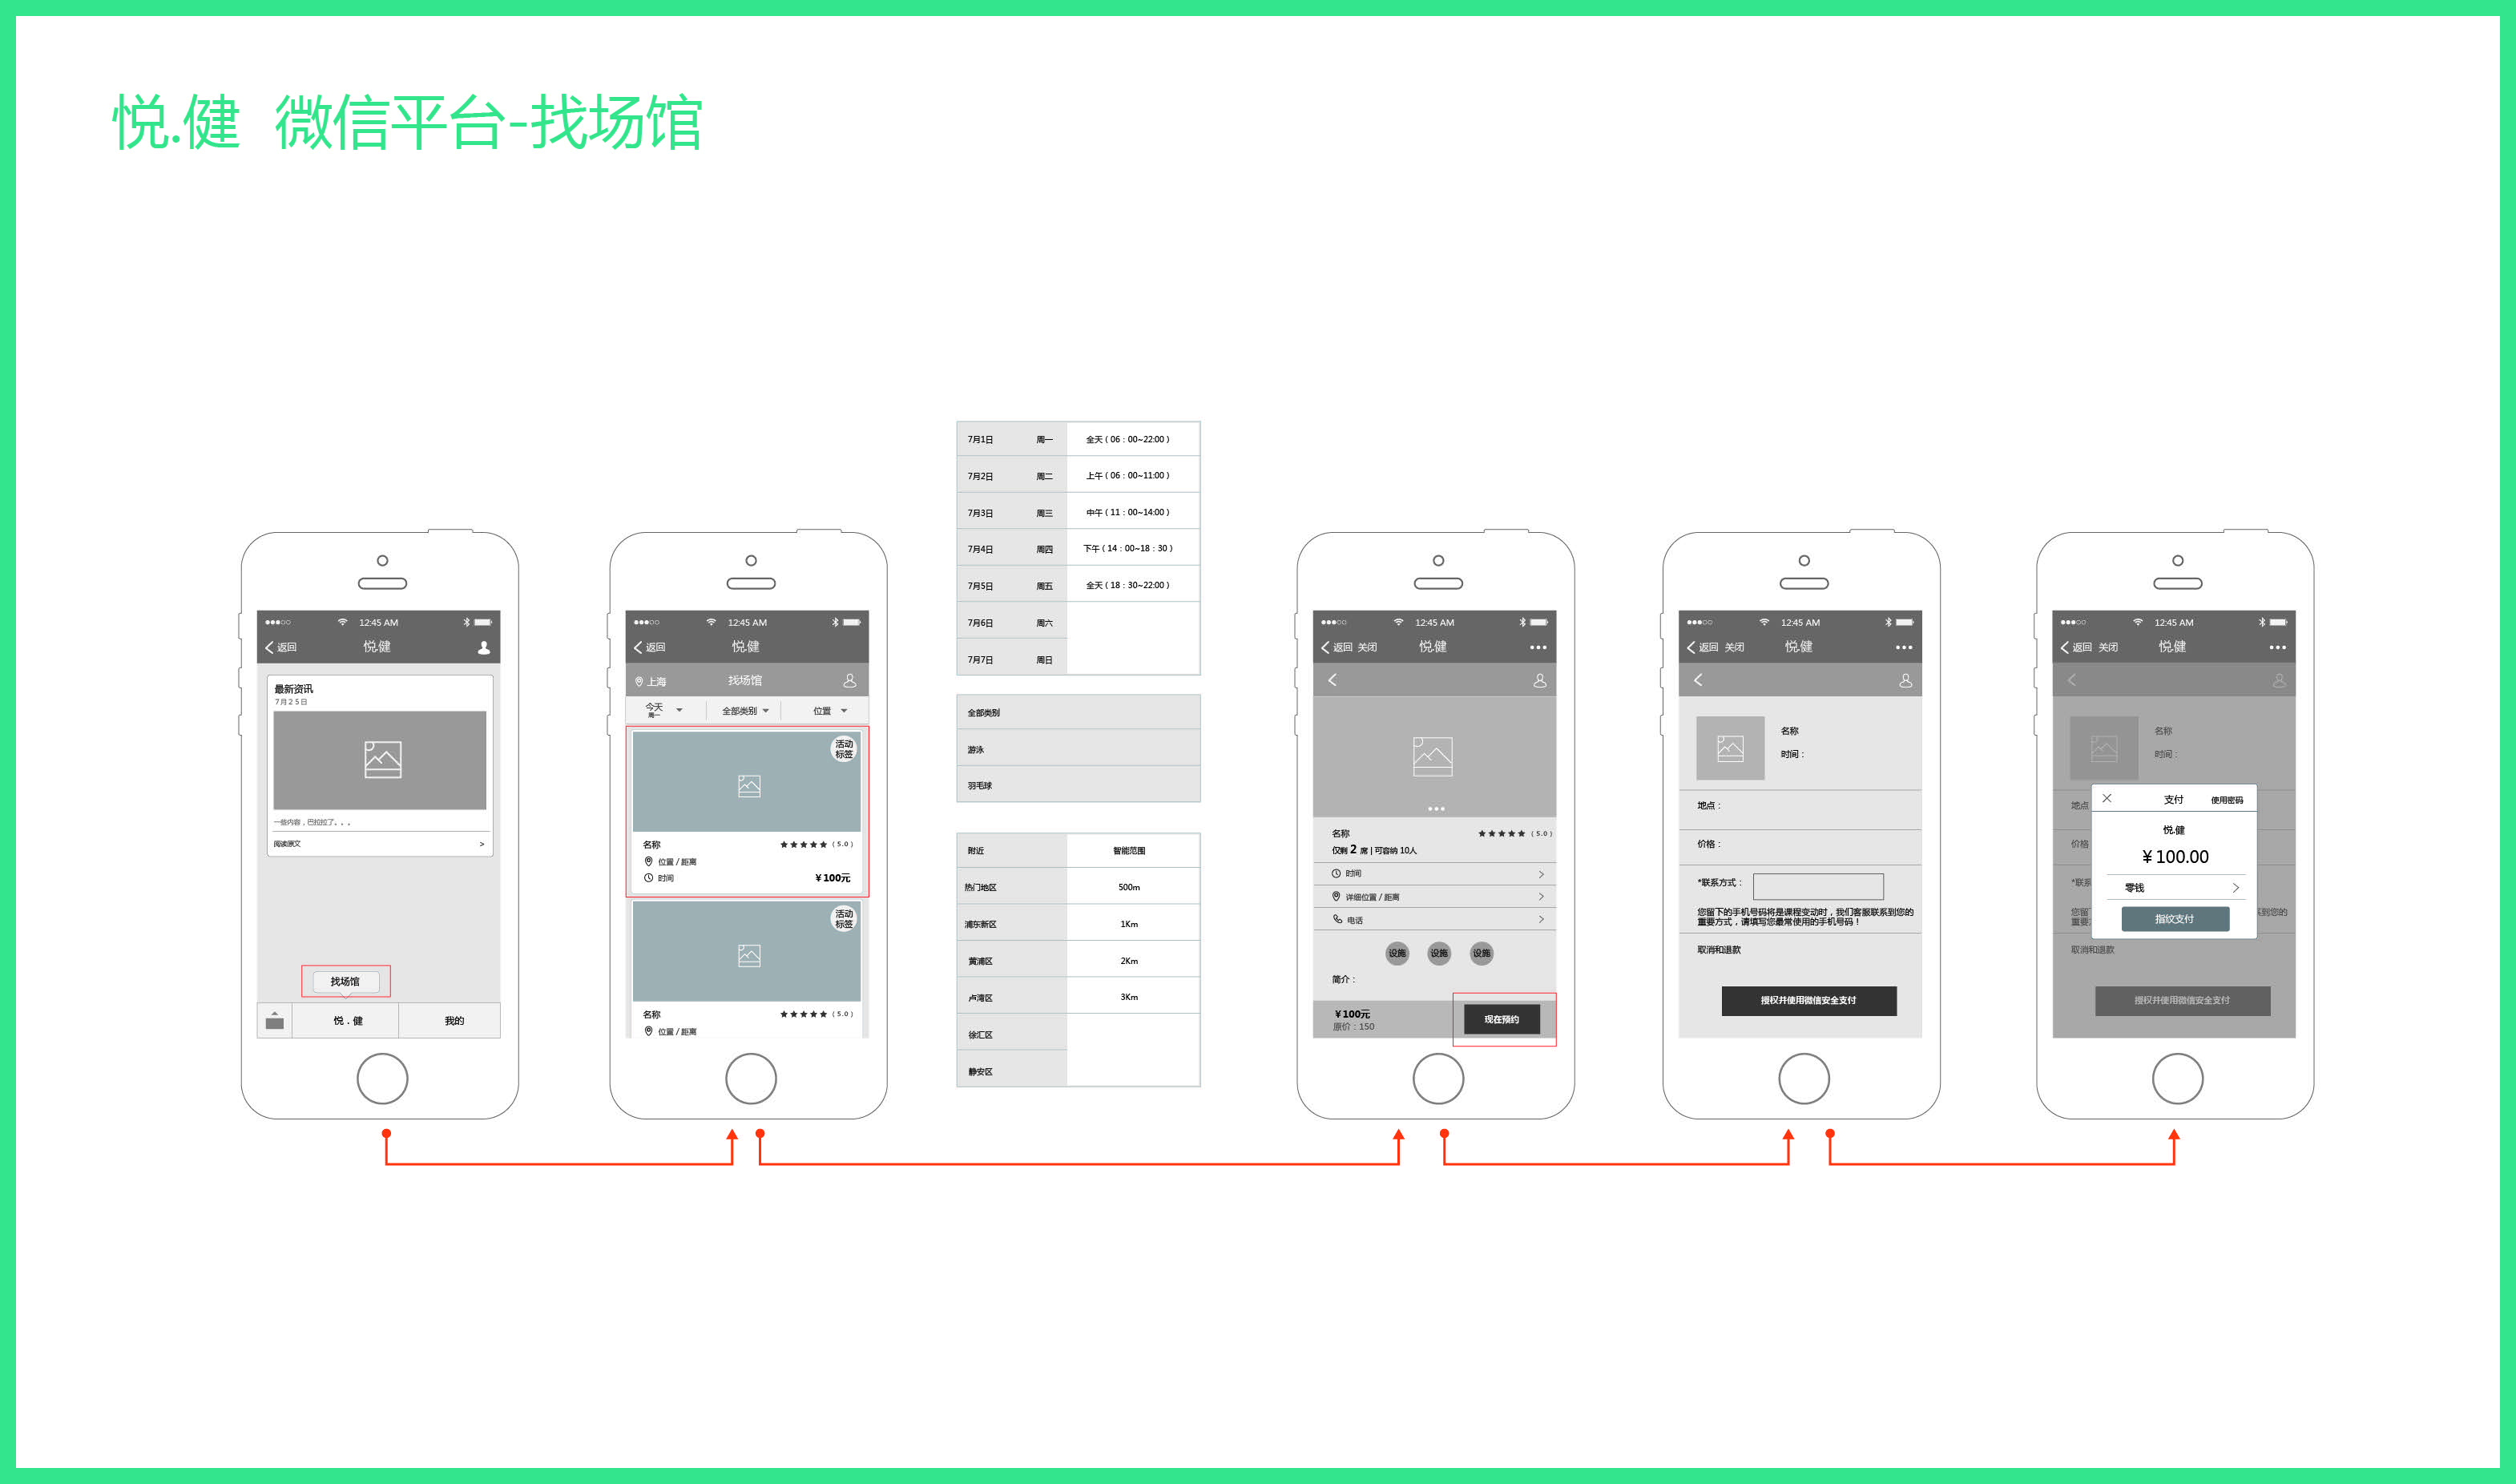 悦.健 微信平台-找场馆
12:45 AM
返回 悦.健
最新资讯
7月25日
一些内容，巴拉拉了。。。
阅读原文 >
找场馆
悦．健 我的
12:45 AM
返回 悦.健
上海 找场馆
今天 全部类别 位置
周一
活动
标签
名称 ★★★★★（5.0）
位置 / 距离
时间 ￥100元
活动
标签
名称 ★★★★★（5.0）
位置 / 距离
7月1日 周一 全天（06：00~22:00）
7月2日 周二 上午（06：00~11:00）
7月3日 周三 中午（11：00~14:00）
7月4日 周四 下午（14：00~18：30）
7月5日 周五 全天（18：30~22:00）
7月6日 周六
7月7日 周日
全部类别
游泳
羽毛球
附近 智能范围
热门地区 500m
浦东新区 1Km
黄浦区 2Km
卢湾区 3Km
徐汇区
静安区
12:45 AM
返回 关闭 悦.健
名称 ★★★★★（5.0）
仅剩 2 席 | 可容纳 10人
时间
详细位置 / 距离
电话
设施 设施 设施
简介：
￥100元
原价：150
现在预约
12:45 AM
返回 关闭 悦.健
名称
时间：
地点：
价格：
*联系方式：
您留下的手机号码将是课程变动时，我们客服联系到您的
重要方式，请填写您最常使用的手机号码！
取消和退款
授权并使用微信安全支付
12:45 AM
返回 关闭 悦.健
名称
时间：
地点
价格
*联系
您留 系到您的
重要
取消和退款
授权并使用微信安全支付
支付 使用密码
悦.健
￥100.00
零钱
指纹支付